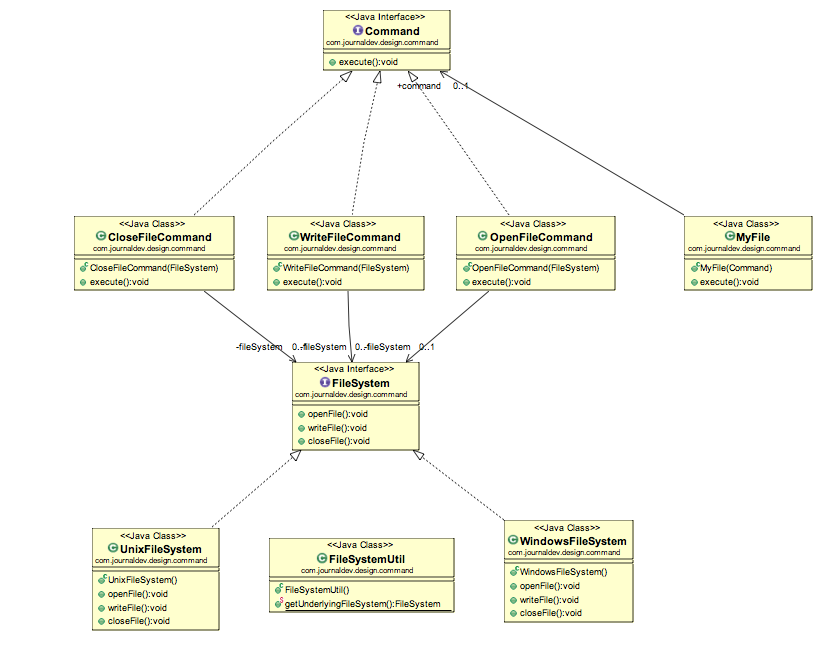 <<Java Interface>>
Command
com.journaldev.design.command
execute():void
+command 0..1
<<Java Class>>
CloseFileCommand
com.journaldev.design.command
CloseFileCommand(FileSystem)
execute():void
<<Java Class>>
WriteFileCommand
com.journaldev.design.command
WriteFileCommand(FileSystem)
execute():void
<<Java Class>>
OpenFileCommand
com.journaldev.design.command
OpenFileCommand(FileSystem)
execute():void
<<Java Class>>
MyFile
com.journaldev.design.command
MyFile(Command)
execute():void
-fileSystem 0..-fileSystem 0..-fileSystem 0..1
<<Java Interface>>
FileSystem
com.journaldev.design.command
openFile():void
writeFile():void
closeFile():void
<<Java Class>>
UnixFileSystem
com.journaldev.design.command
UnixFileSystem()
openFile():void
writeFile():void
closeFile():void
<<Java Class>>
FileSystemUtil
com.journaldev.design.command
FileSystemUtil()
getUnderlyingFileSystem():FileSystem
<<Java Class>>
WindowsFileSystem
com.journaldev.design.command
WindowsFileSystem()
openFile():void
writeFile():void
closeFile():void